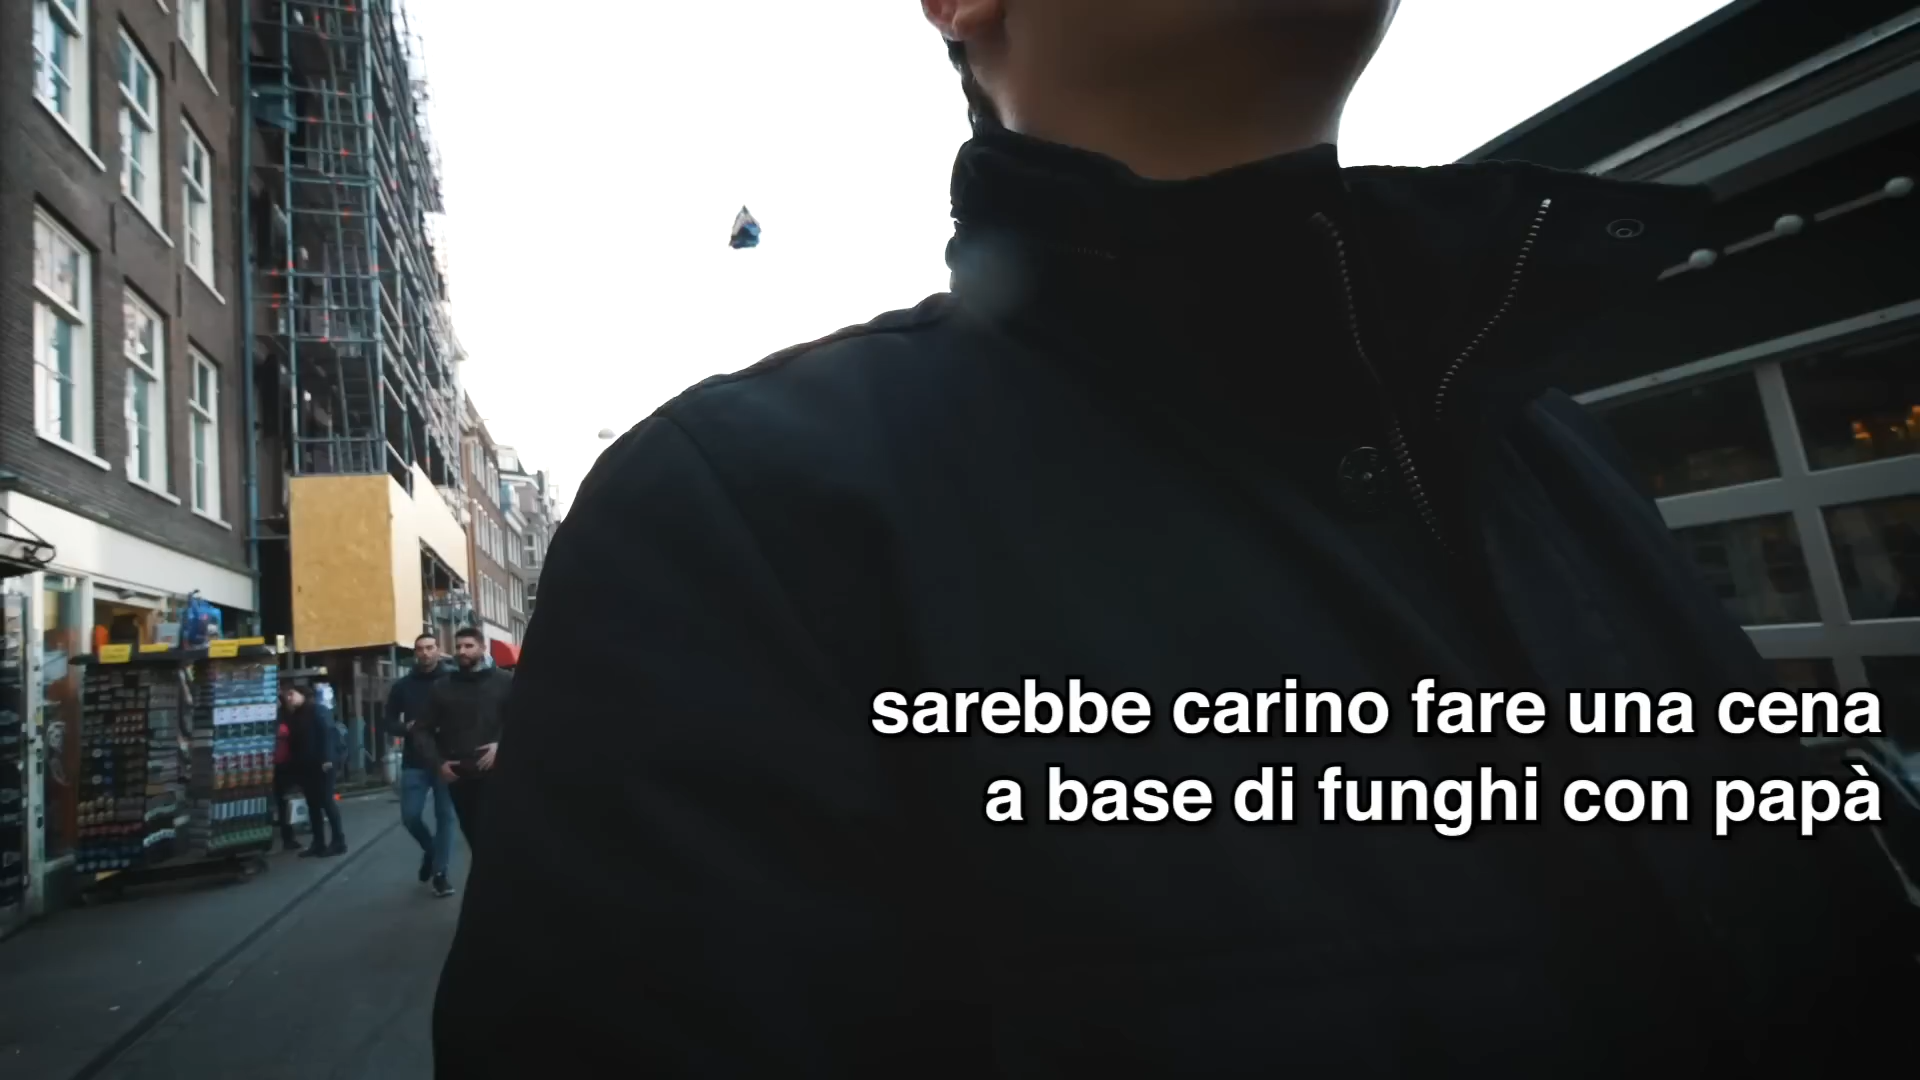 sarebbe carino fare una cena
a base di funghi con papà